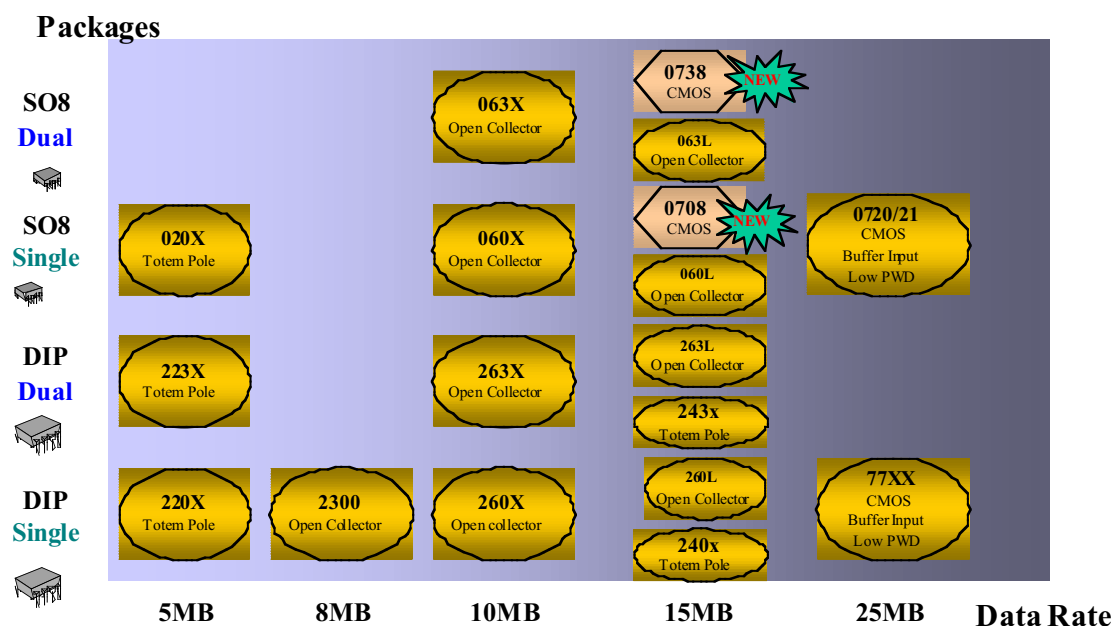 Packages
SO8
Dual
063X
Open Collector
0738
CMOS
NEW
063L
Open Collector
SO8
Single
020X
Totem Pole
060X
Open Collector
0708
CMOS
NEW
060L
Open Collector
0720/21
CMOS
Buffer Input
Low PWD
DIP
Dual
223X
Totem Pole
263X
Open Collector
263L
Open Collector
243x
Totem Pole
DIP
Single
220X
Totem Pole
2300
Open Collector
260X
Open collector
260L
Open Collector
240x
Totem Pole
77XX
CMOS
Buffer Input
Low PWD
5MB
8MB
10MB
15MB
25MB
Data Rate